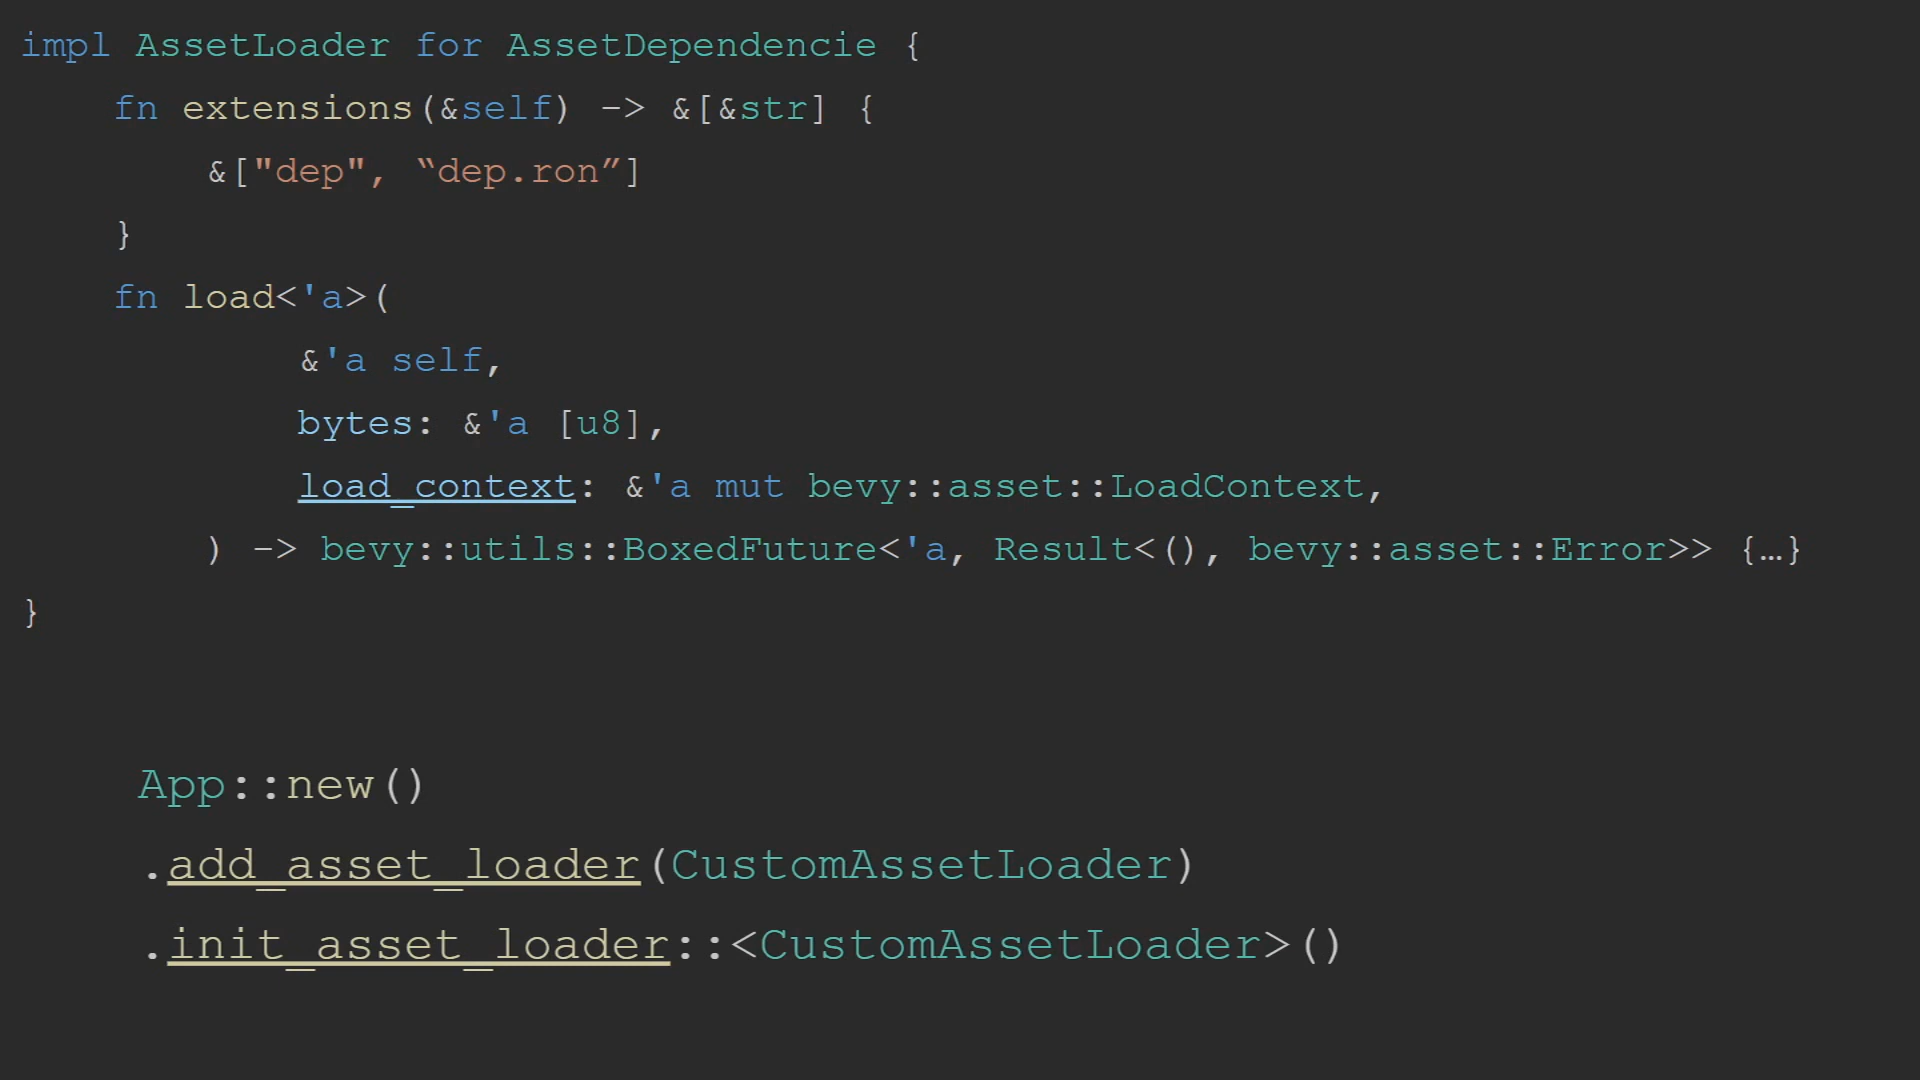 impl AssetLoader for AssetDependencie {
    fn extensions(&self) -> &[&str] {
        &["dep", “dep.ron”]
    }
    fn load<'a>(
            &'a self,
            bytes: &'a [u8],
            load_context: &'a mut bevy::asset::LoadContext,
        ) -> bevy::utils::BoxedFuture<'a, Result<(), bevy::asset::Error>> {…}
}
App::new()
.add_asset_loader(CustomAssetLoader)
.init_asset_loader::<CustomAssetLoader>()